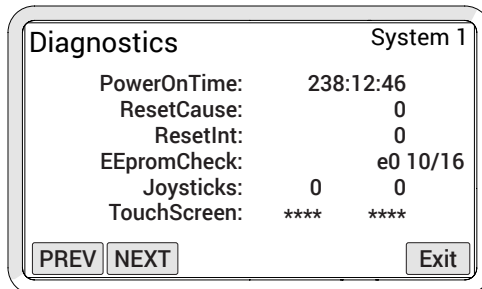 Diagnostics System 1
PowerOnTime: 238:12:46
ResetCause: 0
ResetInt: 0
EEpromCheck: e0 10/16
Joysticks: 0 0
TouchScreen: **** ****
PREV NEXT Exit